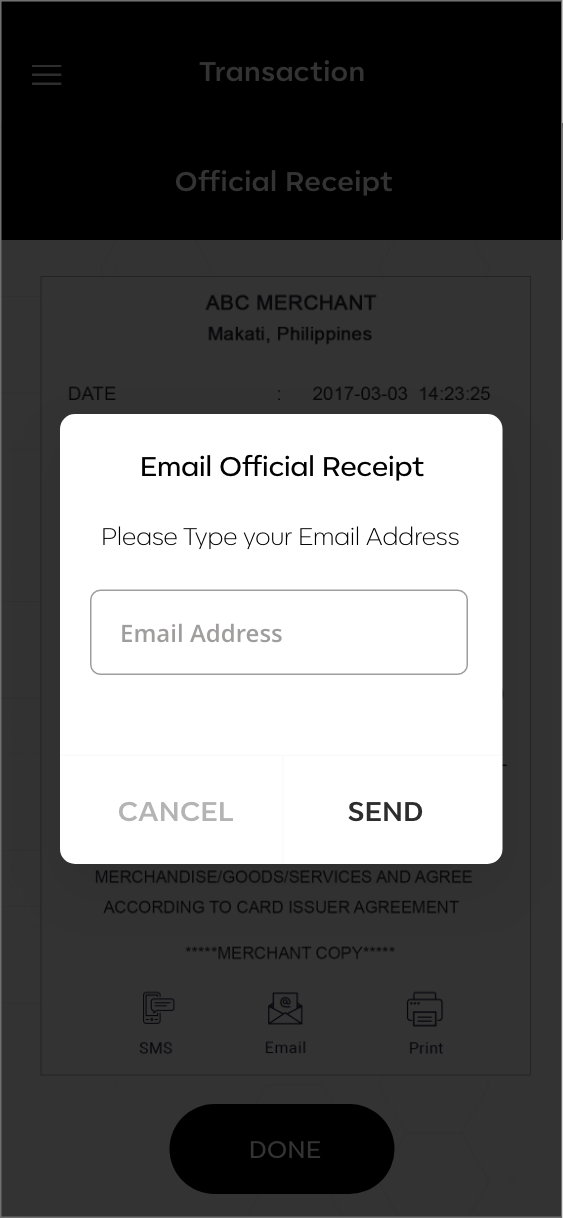 Transaction
Official Receipt
ABC MERCHANT
Makati, Philippines
DATE : 2017-03-03 14:23:25
Email Official Receipt
Please Type your Email Address
Email Address
CANCEL SEND
MERCHANDISE/GOODS/SERVICES AND AGREE
ACCORDING TO CARD ISSUER AGREEMENT
*****MERCHANT COPY*****
SMS Email Print
DONE